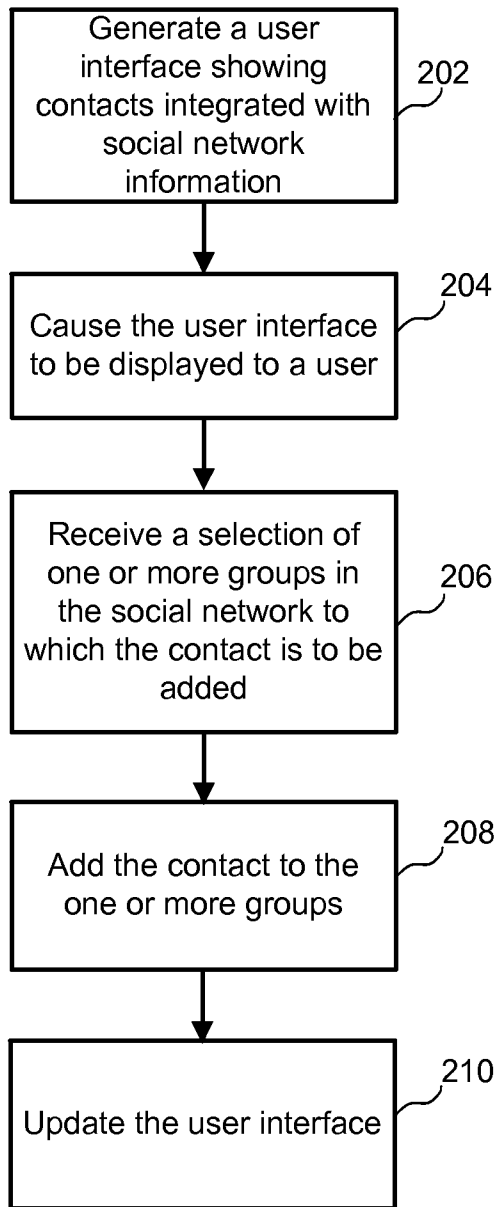 Generate a user
interface showing
contacts integrated with
social network
information
202
Cause the user interface
to be displayed to a user
204
Receive a selection of
one or more groups in
the social network to
which the contact is to be
added
206
Add the contact to the
one or more groups
208
Update the user interface
210